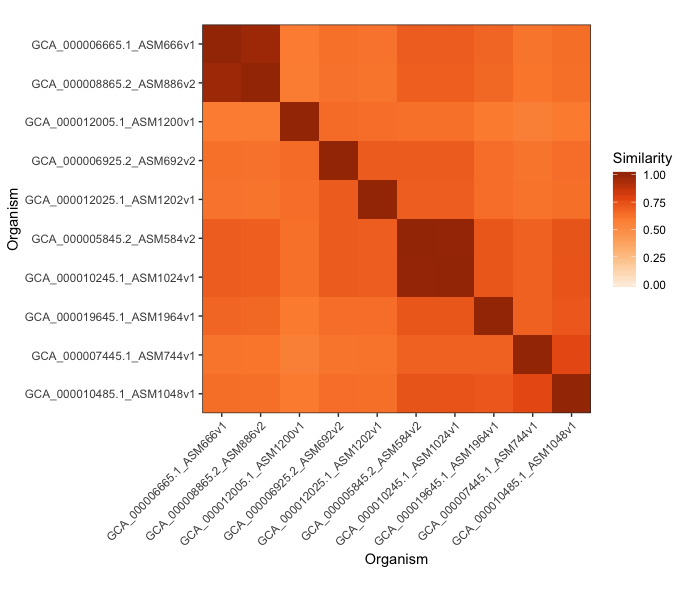 GCA_000006665.1_ASM666v1
GCA_000008865.2_ASM886v2
GCA_000012005.1_ASM1200v1
GCA_000006925.2_ASM692v2
GCA_000012025.1_ASM1202v1
GCA_000005845.2_ASM584v2
GCA_000010245.1_ASM1024v1
GCA_000019645.1_ASM1964v1
GCA_000007445.1_ASM744v1
GCA_000010485.1_ASM1048v1
Organism
Similarity
1.00
0.75
0.50
0.25
0.00
GCA_000006665.1_ASM666v1
GCA_000008865.2_ASM886v2
GCA_000012005.1_ASM1200v1
GCA_000006925.2_ASM692v2
GCA_000012025.1_ASM1202v1
GCA_000005845.2_ASM584v2
GCA_000010245.1_ASM1024v1
GCA_000019645.1_ASM1964v1
GCA_000007445.1_ASM744v1
GCA_000010485.1_ASM1048v1
Organism